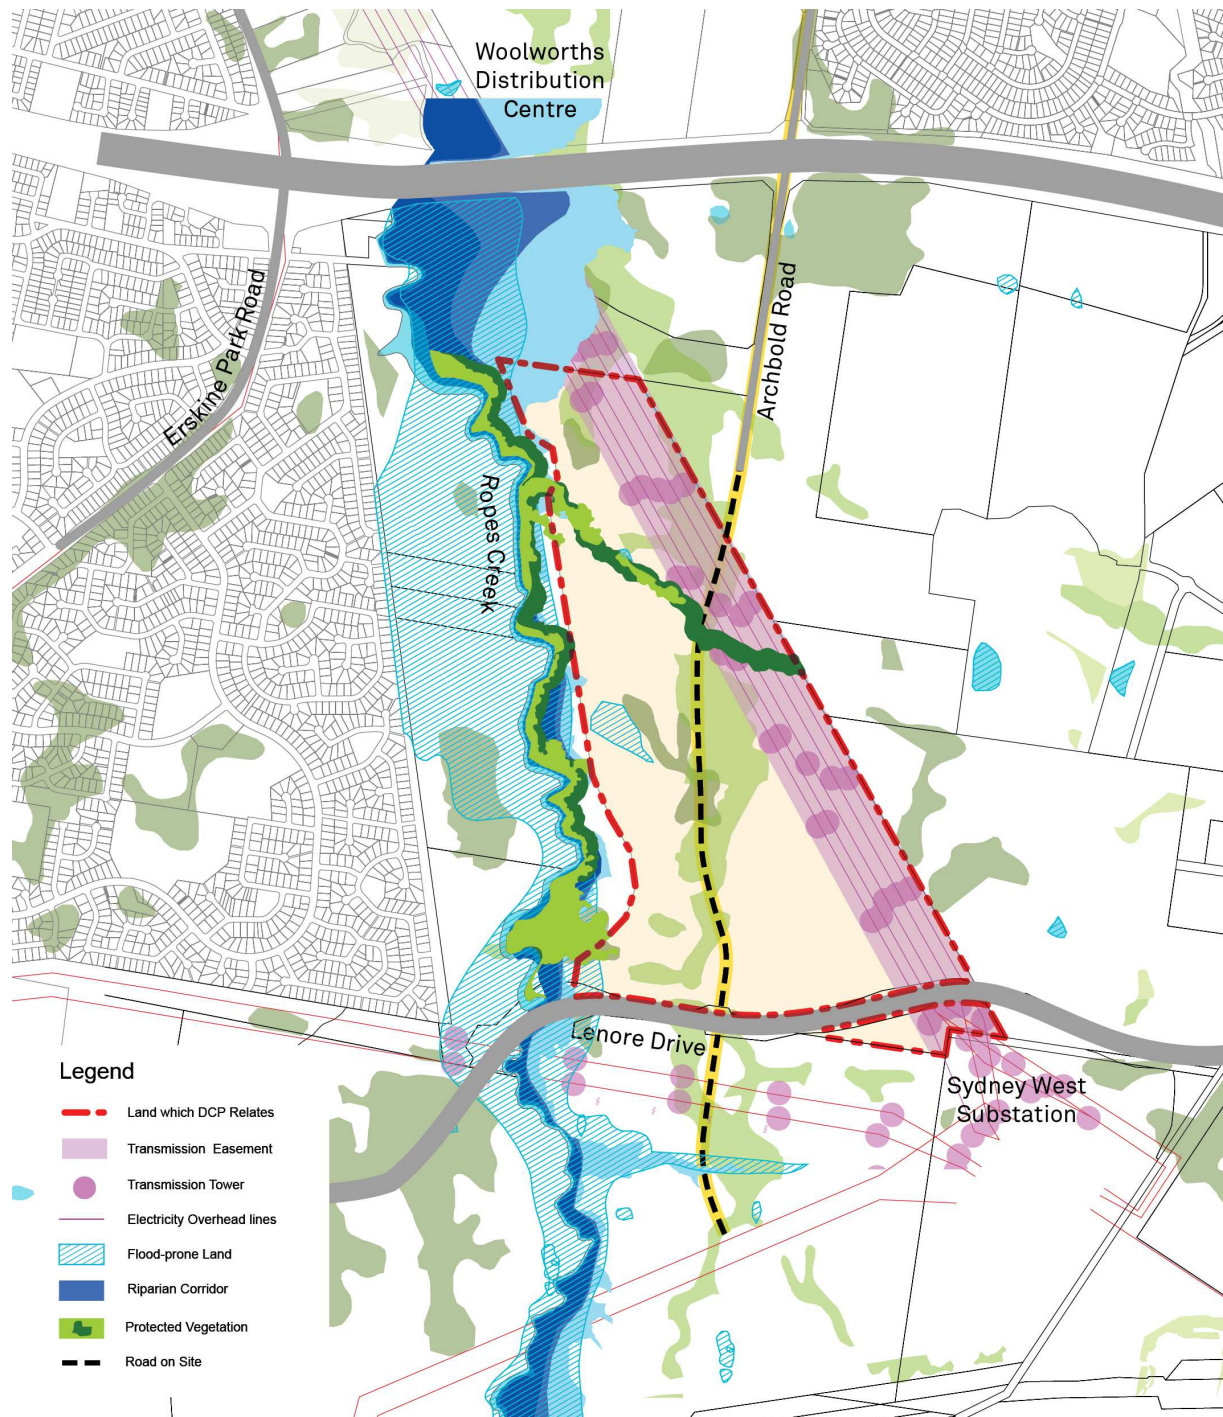 Woolworths
Distribution
Centre
Erskine Park Road
Archbold Road
Ropes Creek
Lenore Drive
Sydney West
Substation
Legend
Land which DCP Relates
Transmission Easement
Transmission Tower
Electricity Overhead lines
Flood-prone Land
Riparian Corridor
Protected Vegetation
Road on Site